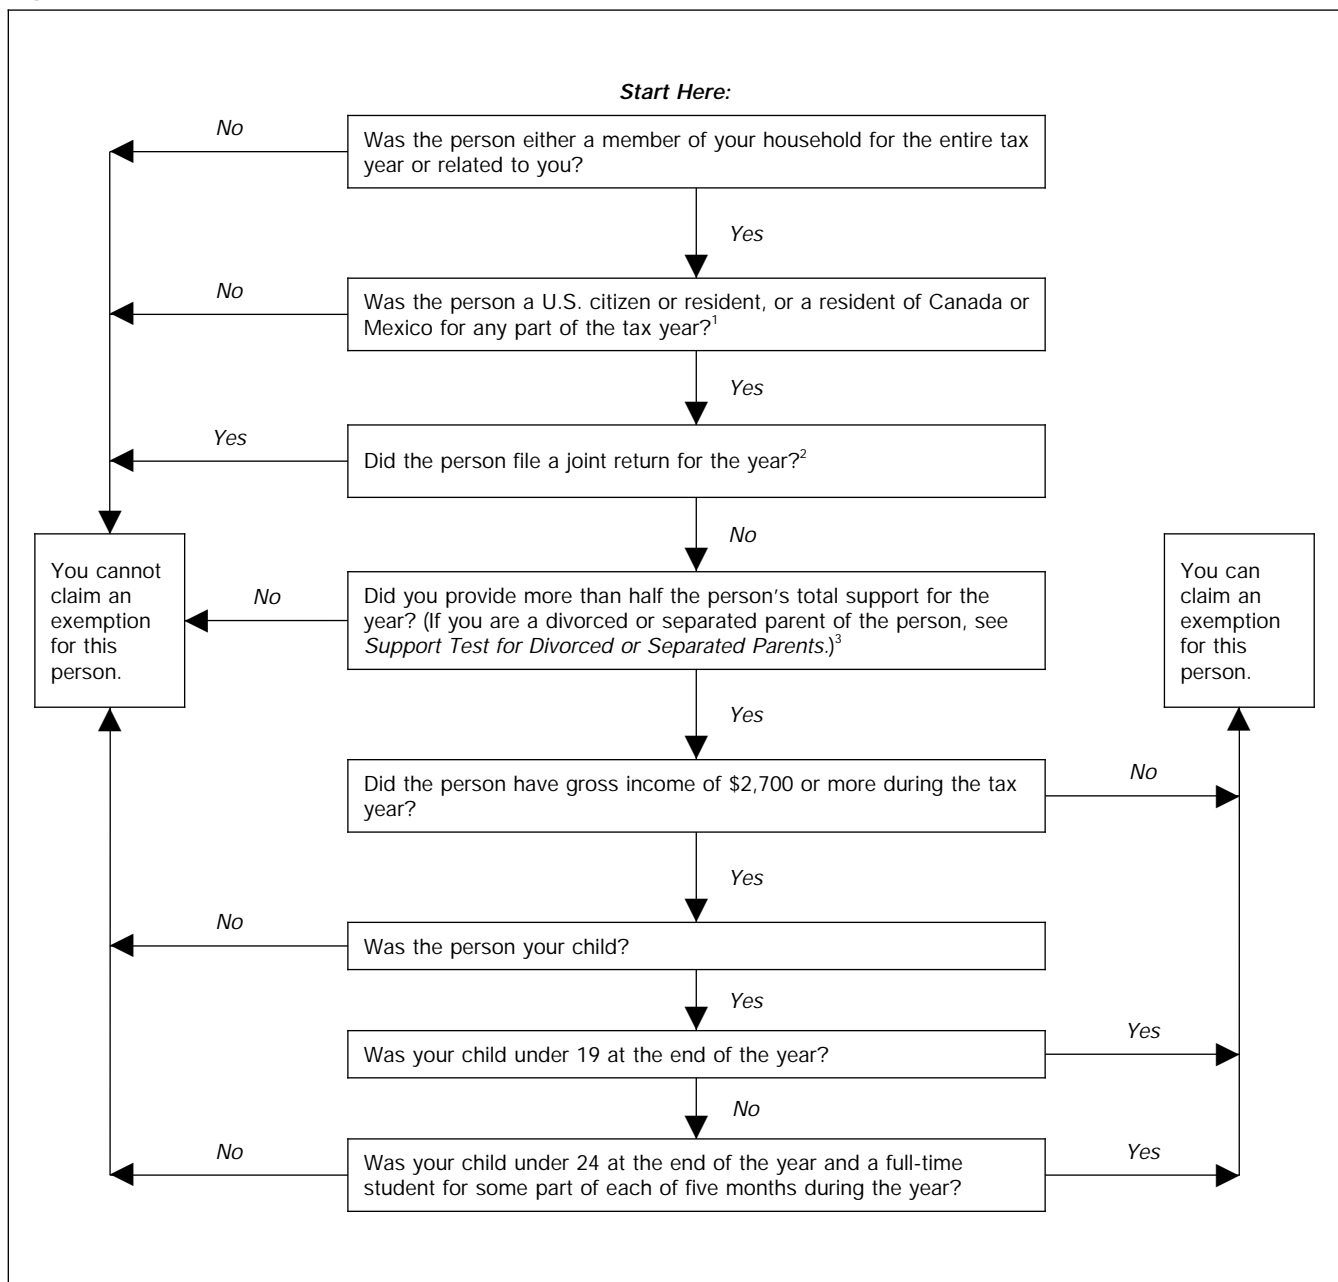 Start Here:
No
Was the person either a member of your household for the entire tax
year or related to you?
Yes
No
Was the person a U.S. citizen or resident, or a resident of Canada or
Mexico for any part of the tax year?1
Yes
Yes
Did the person file a joint return for the year?2
No
You cannot
claim an
exemption
for this
person.
No
Did you provide more than half the person's total support for the
year? (If you are a divorced or separated parent of the person, see
Support Test for Divorced or Separated Parents.)3
You can
claim an
exemption
for this
person.
Yes
Did the person have gross income of $2,700 or more during the tax
year?
No
Yes
No
Was the person your child?
Yes
Was your child under 19 at the end of the year?
Yes
No
No
Was your child under 24 at the end of the year and a full-time
student for some part of each of five months during the year?
Yes